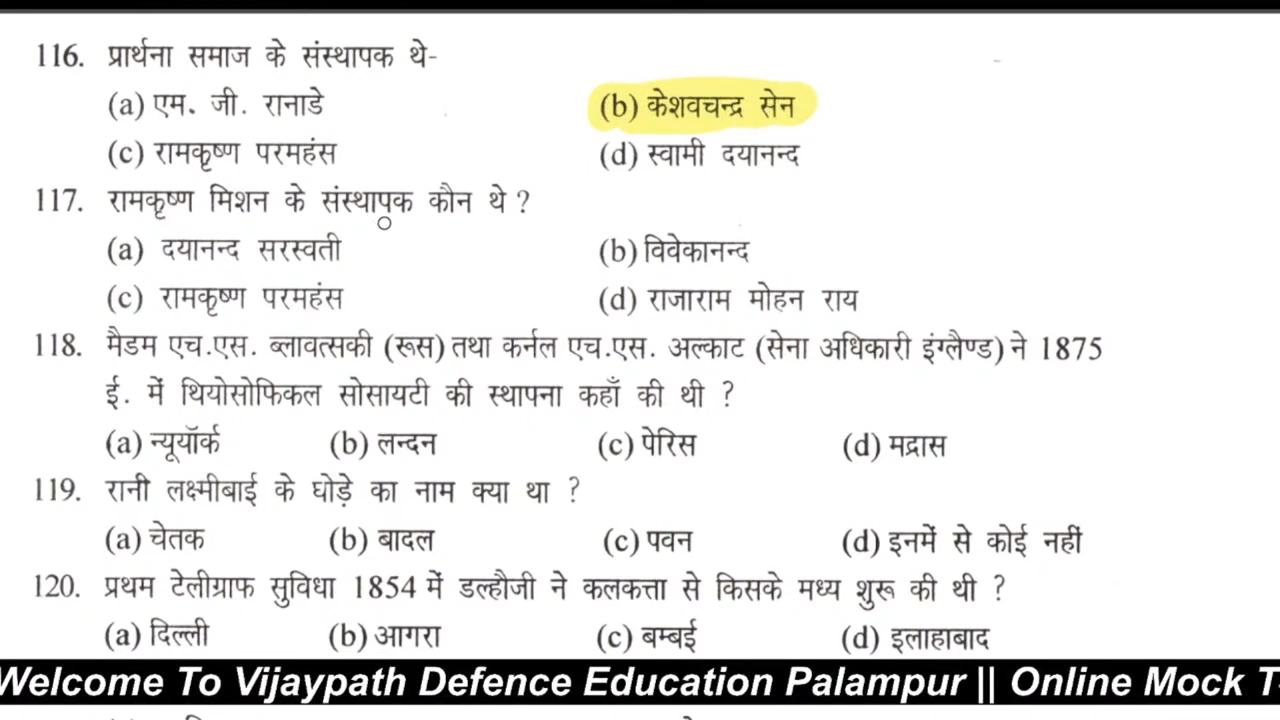 116. प्रार्थना समाज के संस्थापक थे-
(a) एम. जी. रानाडे (b) केशवचन्द्र सेन
(c) रामकृष्ण परमहंस (d) स्वामी दयानन्द
117. रामकृष्ण मिशन के संस्थापक कौन थे ?
(a) दयानन्द सरस्वती (b) विवेकानन्द
(c) रामकृष्ण परमहंस (d) राजाराम मोहन राय
118. मैडम एच.एस. ब्लावत्सकी (रूस) तथा कर्नल एच.एस. अल्काट (सेना अधिकारी इंग्लैण्ड) ने 1875
ई. में थियोसोफिकल सोसायटी की स्थापना कहाँ की थी ?
(a) न्यूयॉर्क (b) लन्दन (c) पेरिस (d) मद्रास
119. रानी लक्ष्मीबाई के घोड़े का नाम क्या था ?
(a) चेतक (b) बादल (c) पवन (d) इनमें से कोई नहीं
120. प्रथम टेलीग्राफ सुविधा 1854 में डल्हौजी ने कलकत्ता से किसके मध्य शुरू की थी ?
(a) दिल्ली (b) आगरा (c) बम्बई (d) इलाहाबाद
Welcome To Vijaypath Defence Education Palampur || Online Mock T